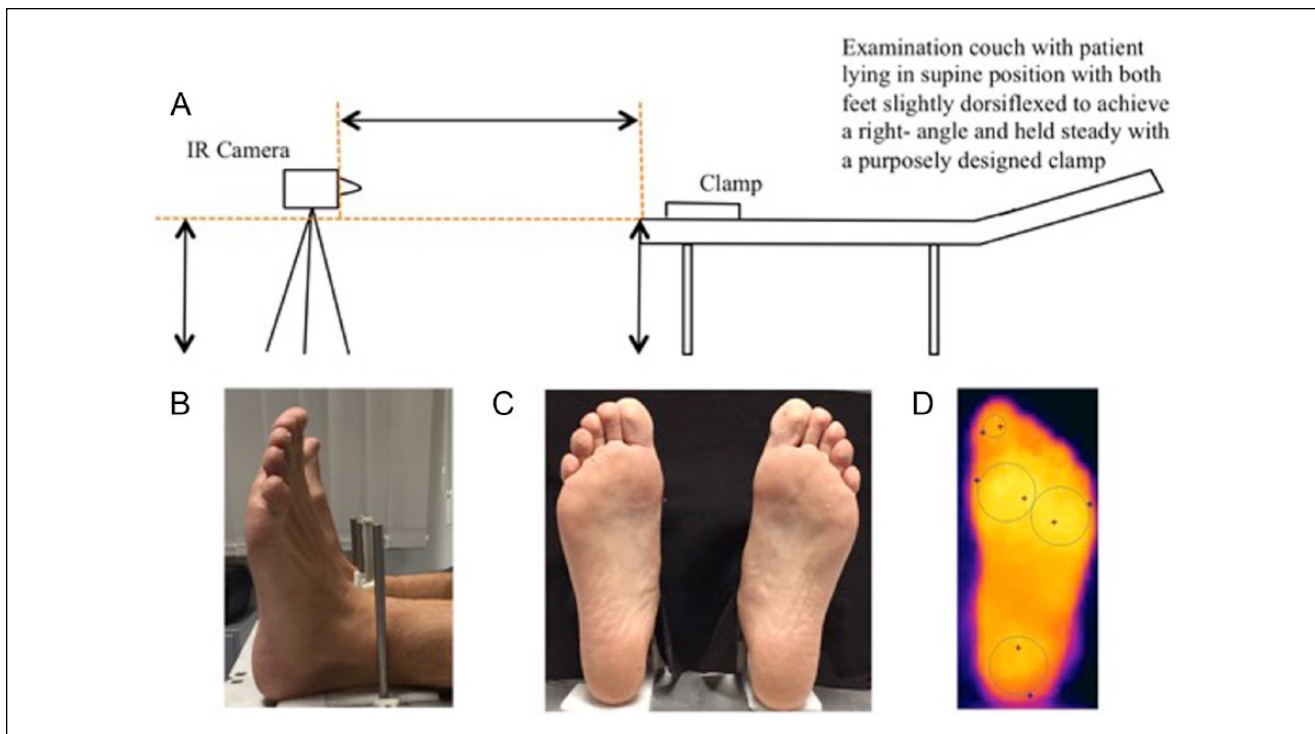 Examination couch with patient
lying in supine position with both
feet slightly dorsiflexed to achieve
a right- angle and held steady with
a purposely designed clamp
A
IR Camera
Clamp
B
C
D